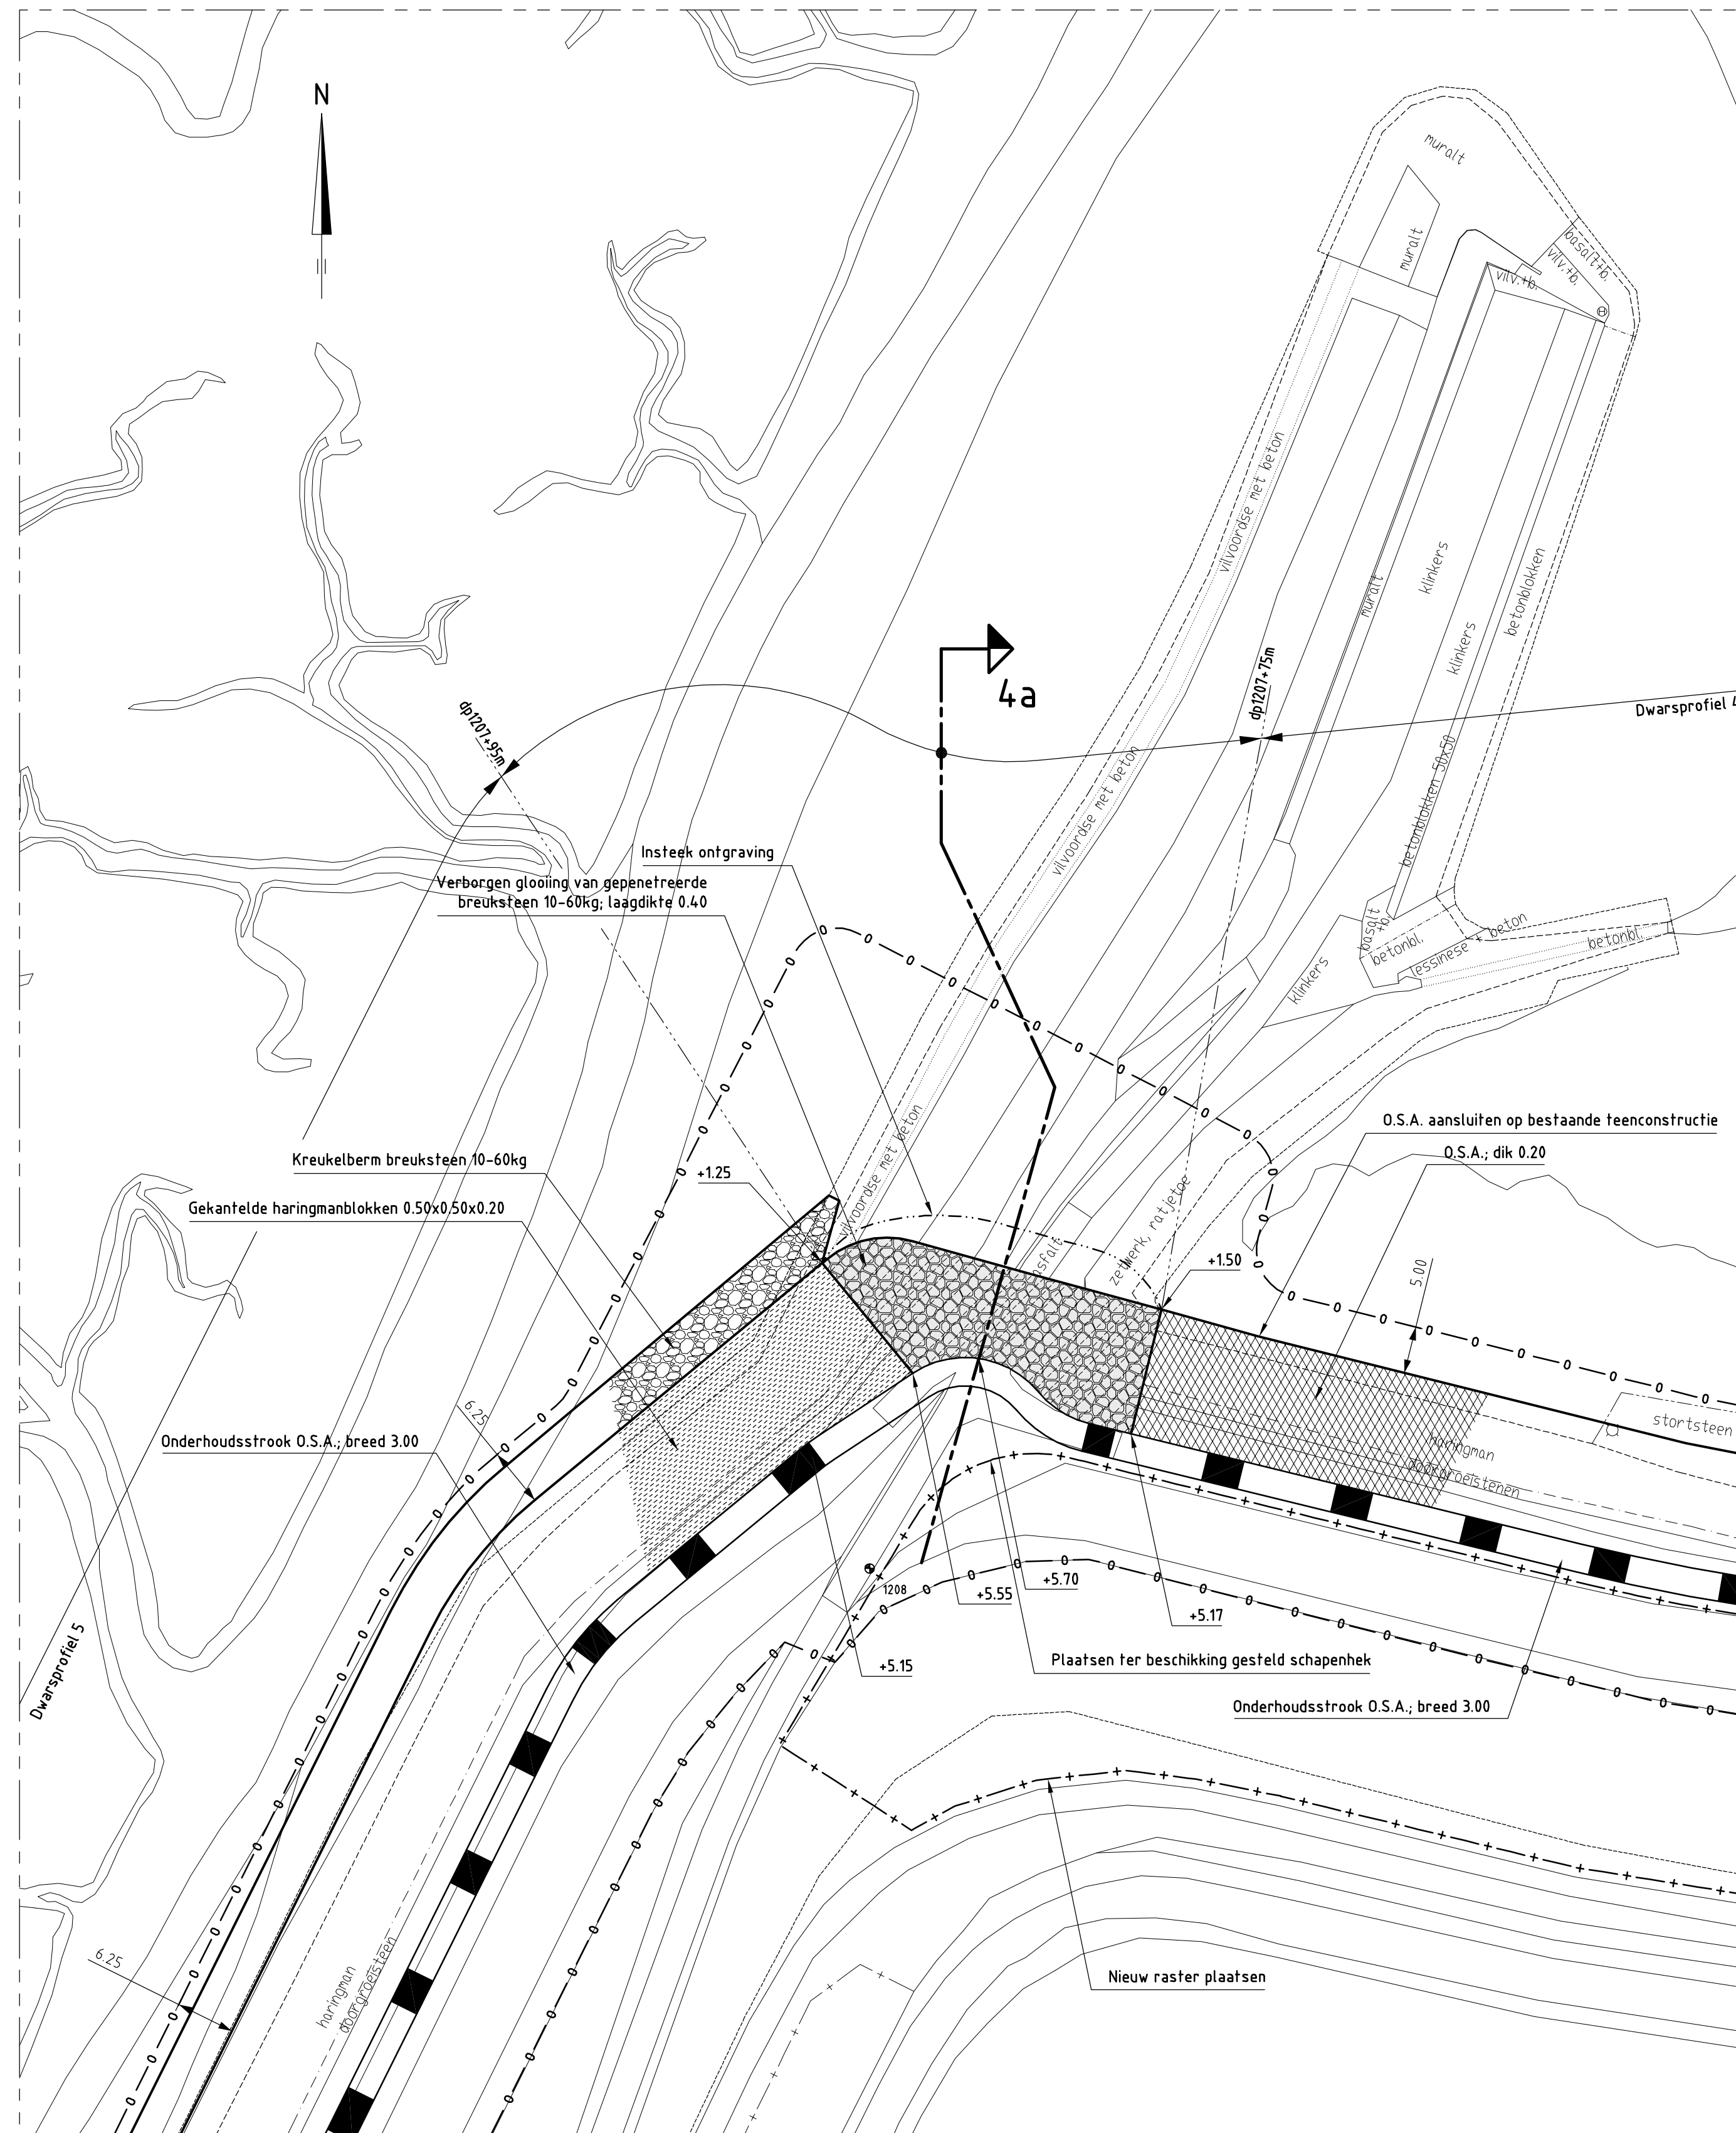 N
muralt
muralt
basalt+b.
vilv.+b.
vilv.+b.
H
vilvoordse met beton
klinkers
muralt
klinkers
betonblokken
4a
dp1207+95m
dp1207+75m
Dwarsprofiel 4
vilvoordse met beton
betonblokken 50x50
Insteek ontgraving
Verborgen glooiing van gepenetreerde
breuksteen 10-60kg; laagdikte 0.40
basalt
+b.
betonbl.
lessinese + beton
betonbl.
klinkers
vilvoordse met beton
O.S.A. aansluiten op bestaande teenconstructie
O.S.A.; dik 0.20
Kreukelberm breuksteen 10-60kg
+1.25
Gekantelde haringmanblokken 0.50x0.50x0.20
zetwerk, ratjetoe
asfalt
+1.50
5.00
6.25
Onderhoudsstrook O.S.A.; breed 3.00
stortsteen
haringman
doorgroeistenen
1208
+5.70
+5.55
+5.17
+5.15
Plaatsen ter beschikking gesteld schapenhek
Onderhoudsstrook O.S.A.; breed 3.00
Dwarsprofiel 5
6.25
haringman
doorgroeisteen
Nieuw raster plaatsen